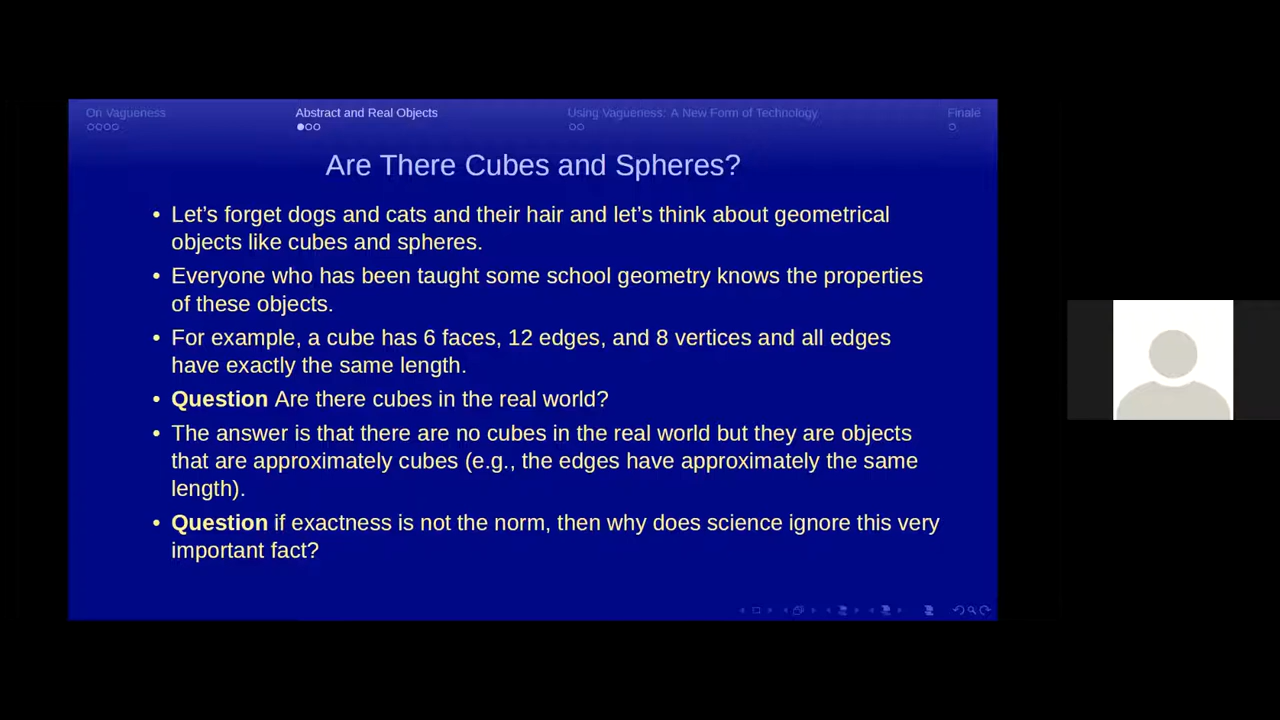 On Vagueness
Abstract and Real Objects
Using Vagueness: A New Form of Technology
Finale
Are There Cubes and Spheres?
• Let's forget dogs and cats and their hair and let's think about geometrical
objects like cubes and spheres.
• Everyone who has been taught some school geometry knows the properties
of these objects.
• For example, a cube has 6 faces, 12 edges, and 8 vertices and all edges
have exactly the same length.
• Question Are there cubes in the real world?
• The answer is that there are no cubes in the real world but they are objects
that are approximately cubes (e.g., the edges have approximately the same
length).
• Question if exactness is not the norm, then why does science ignore this very
important fact?